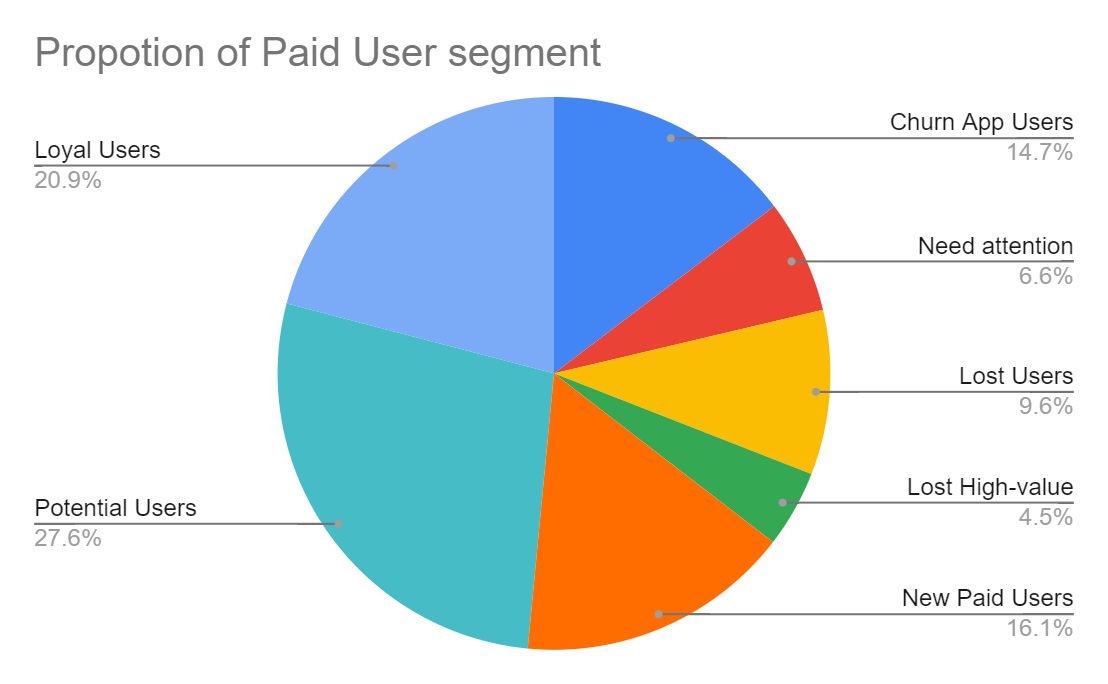 Propotion of Paid User segment
Churn App Users
14.7%
Loyal Users
20.9%
Need attention
6.6%
Lost Users
9.6%
Lost High-value
4.5%
Potential Users
27.6%
New Paid Users
16.1%